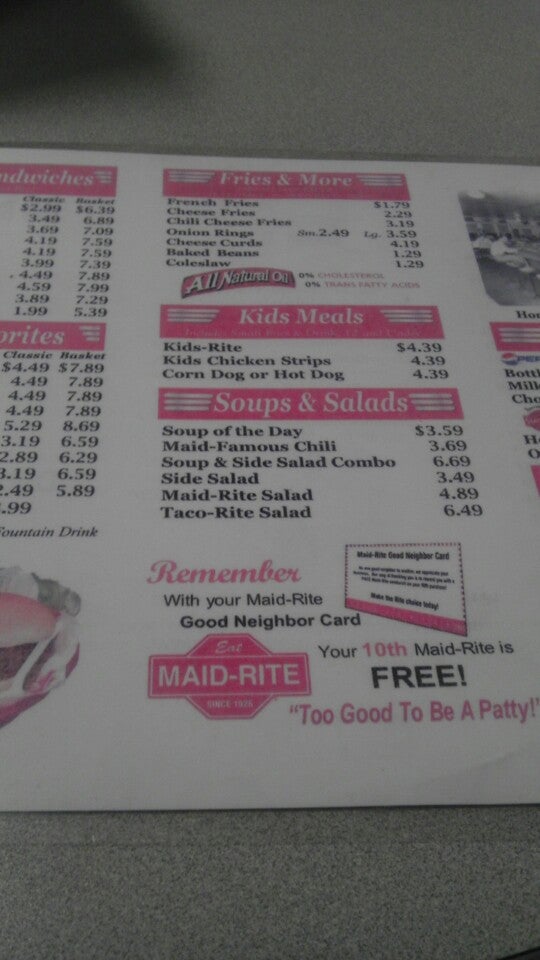 ndwiches
Classic Basket
$2.99 $6.39
3.49 6.89
3.69 7.09
4.19 7.59
4.19 7.59
3.99 7.39
4.49 7.89
4.59 7.99
3.89 7.29
1.99 5.39
orites
Classic Basket
$4.49 $7.89
4.49 7.89
4.49 7.89
4.49 7.89
5.29 8.69
3.19 6.59
2.89 6.29
3.19 6.59
2.49 5.89
.99
Fountain Drink
Fries & More
French Fries $1.79
Cheese Fries 2.29
Chili Cheese Fries 3.19
Onion Rings Sm. 2.49 Lg. 3.59
Cheese Curds 4.19
Baked Beans 1.29
Coleslaw 1.29
All Natural Oil
0% CHOLESTEROL
0% TRANS FATTY ACIDS
Kids Meals
Kids-Rite $4.39
Kids Chicken Strips 4.39
Corn Dog or Hot Dog 4.39
Soups & Salads
Soup of the Day $3.59
Maid-Famous Chili 3.69
Soup & Side Salad Combo 6.69
Side Salad 3.49
Maid-Rite Salad 4.89
Taco-Rite Salad 6.49
Remember
With your Maid-Rite
Good Neighbor Card
Maid-Rite Good Neighbor Card
Make the Rite choice today!
Your 10th Maid-Rite is
FREE!
Eat
MAID-RITE
SINCE 1926
"Too Good To Be A Patty!"
Hou
PEP
Bottl
Milk
Cho
H
O